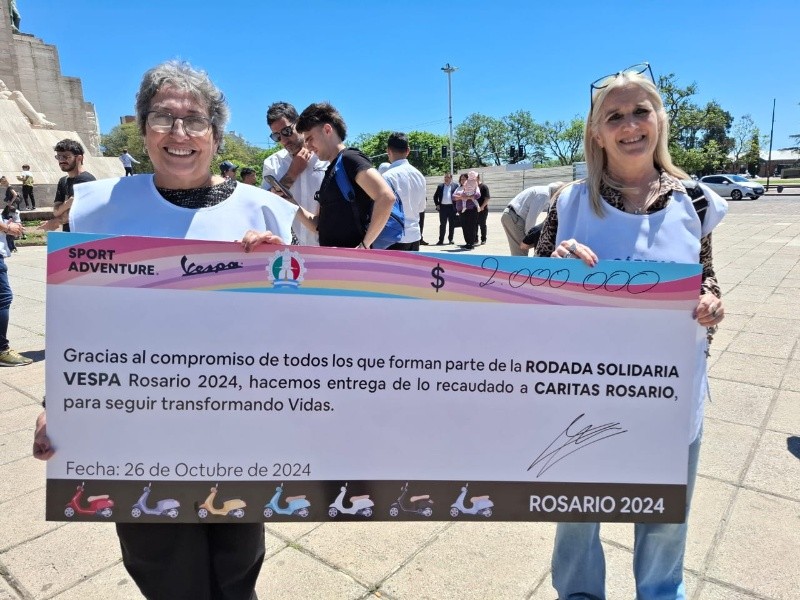 SPORT
ADVENTURE.
Vespa
$ 2.000.000
CÁRITAS
Gracias al compromiso de todos los que forman parte de la RODADA SOLIDARIA
VESPA Rosario 2024, hacemos entrega de lo recaudado a CARITAS ROSARIO,
para seguir transformando Vidas.
Fecha: 26 de Octubre de 2024
ROSARIO 2024